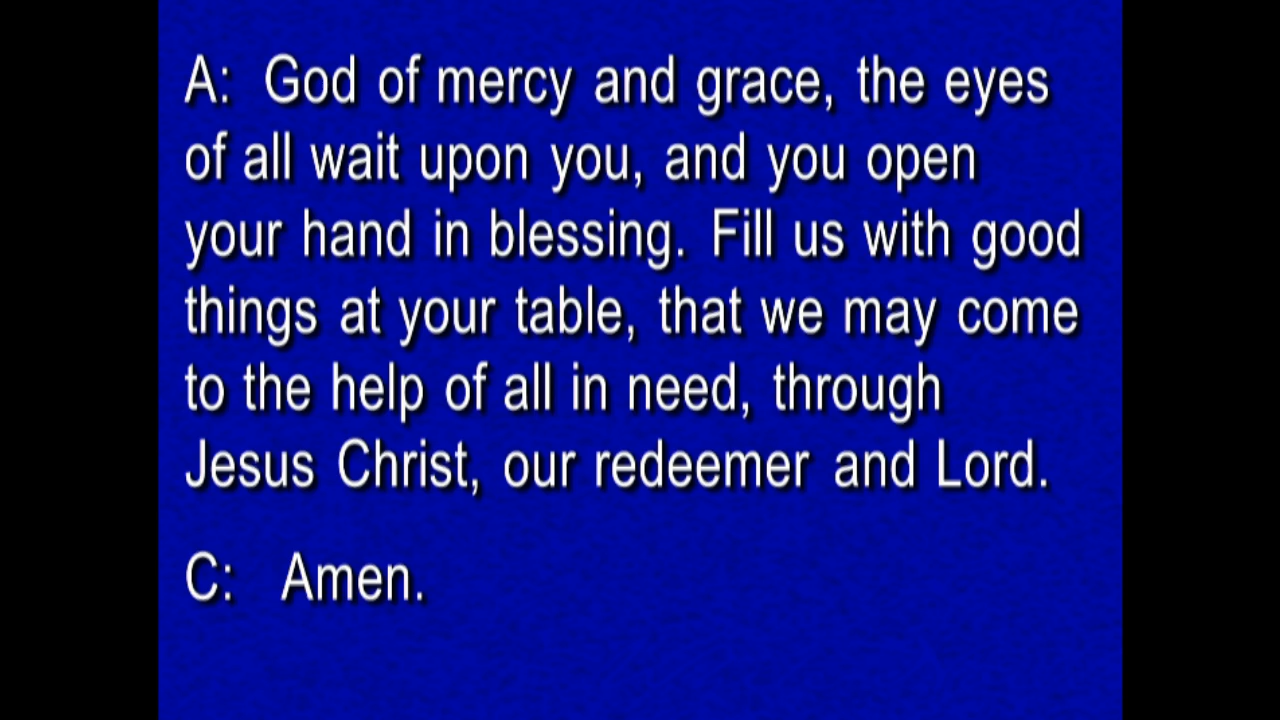 A: God of mercy and grace, the eyes
of all wait upon you, and you open
your hand in blessing. Fill us with good
things at your table, that we may come
to the help of all in need, through
Jesus Christ, our redeemer and Lord.
C: Amen.